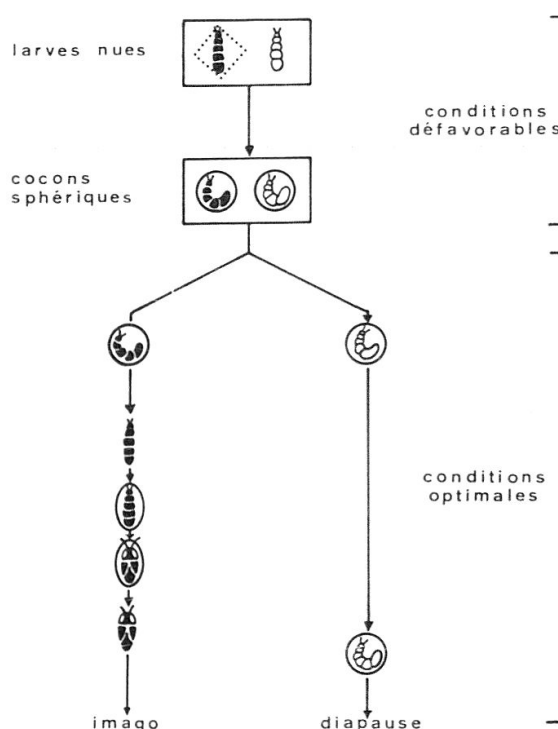 larves nues
conditions
défavorables
cocons
sphériques
conditions
optimales
imago
diapause